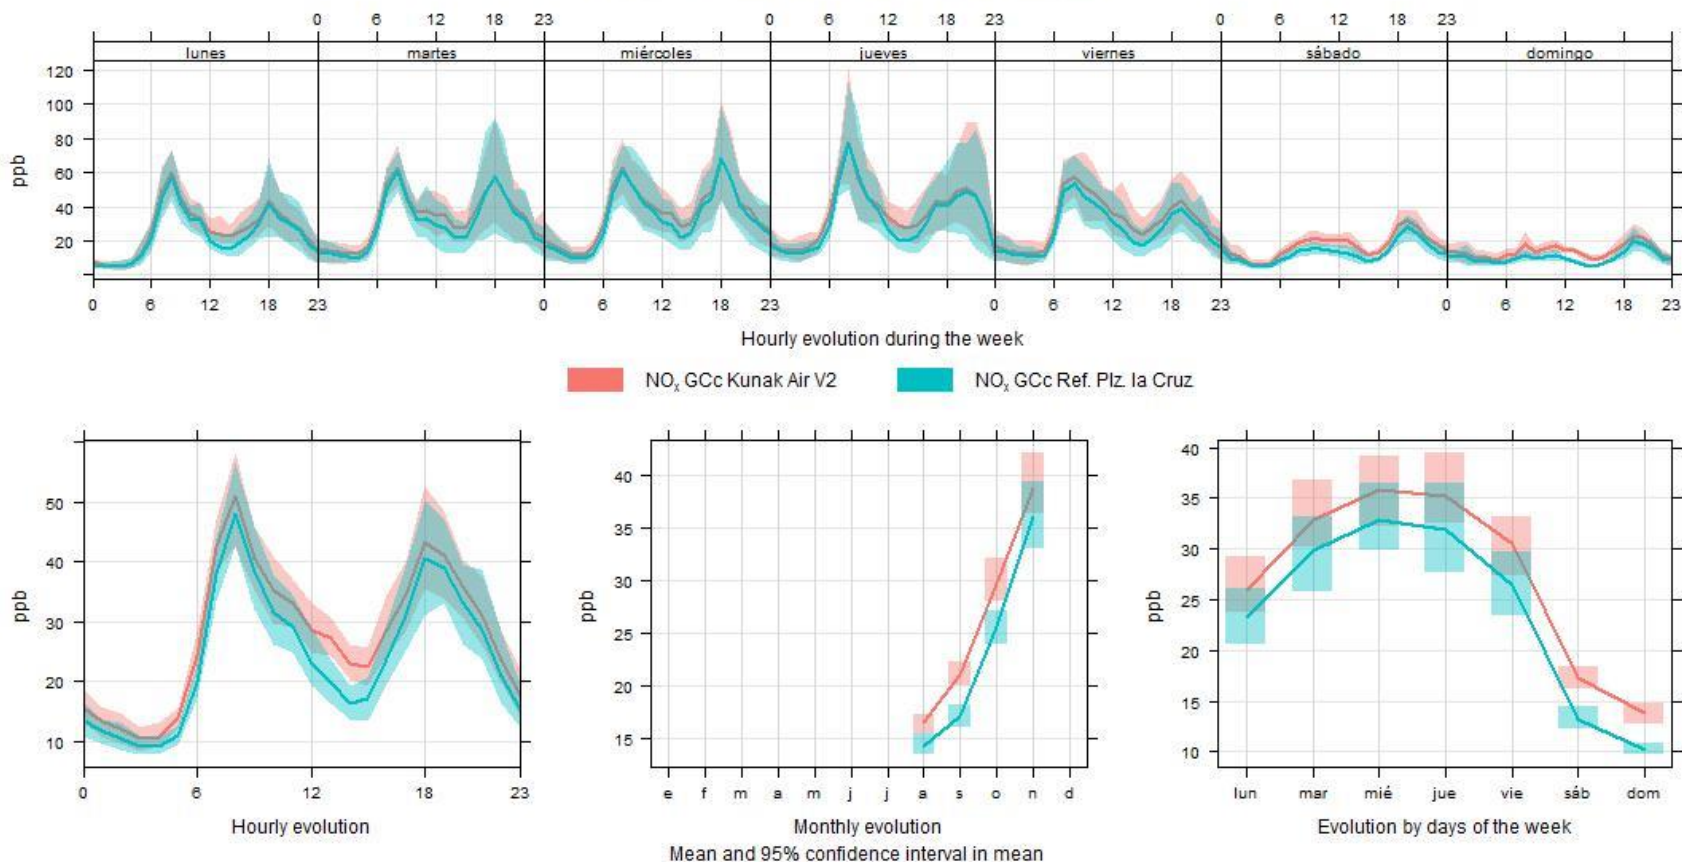 0 6 12 18 23 0 6 12 18 23 0 6 12 18 23
lunes martes miércoles jueves viernes sábado domingo
120
100
80
60
40
20
ppb
0 6 12 18 23 0 6 12 18 23 0 6 12 18 23 0 6 12 18 23
Hourly evolution during the week
NOx GCc Kunak Air V2 NOx GCc Ref. Plz. la Cruz
50
40
30
20
10
ppb
0 6 12 18 23
Hourly evolution
40
35
30
25
20
15
ppb
e f m a m j j a s o n d
Monthly evolution
40
35
30
25
20
15
10
ppb
lun mar mié jue vie sáb dom
Evolution by days of the week
Mean and 95% confidence interval in mean